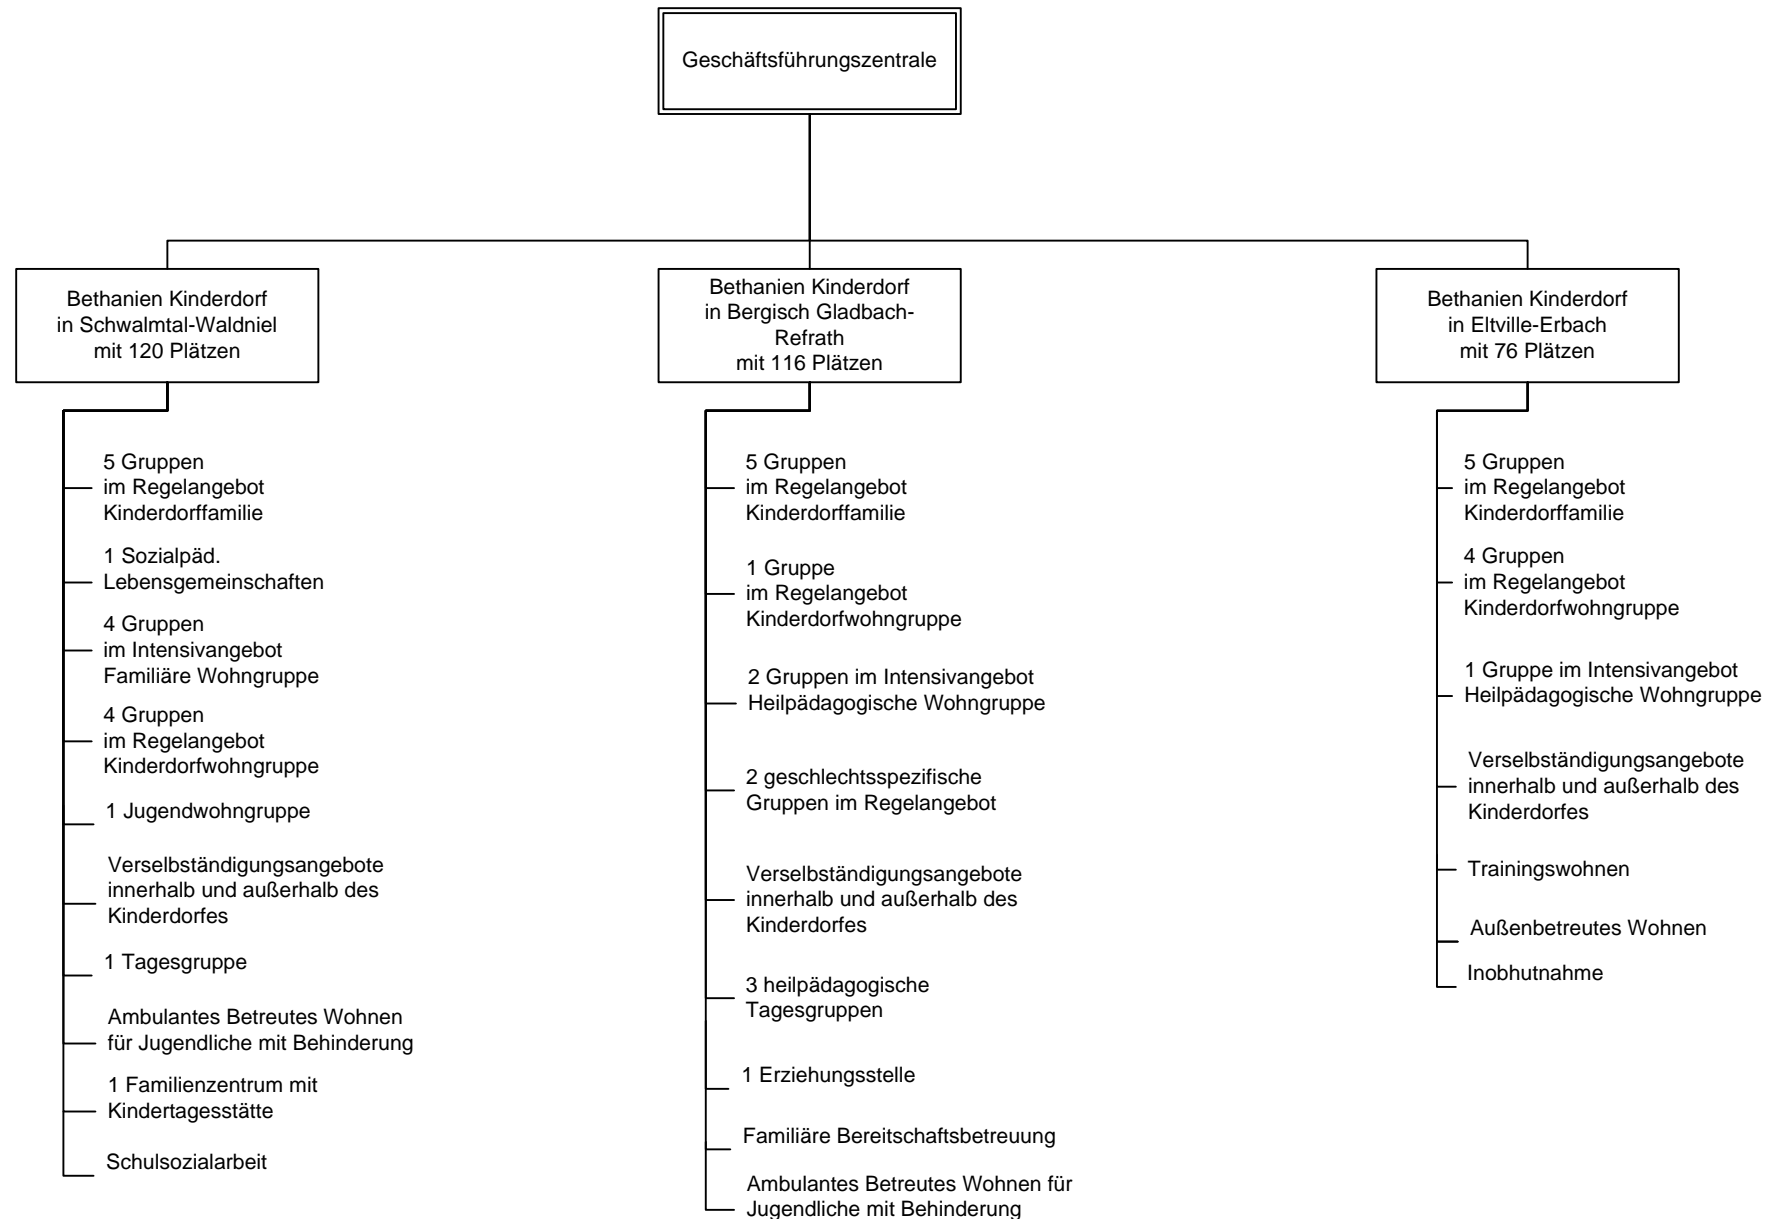 Geschäftsführungszentrale
Bethanien Kinderdorf
in Schwalmtal-Waldniel
mit 120 Plätzen
5 Gruppen
im Regelangebot
Kinderdorffamilie
1 Sozialpäd.
Lebensgemeinschaften
4 Gruppen
im Intensivangebot
Familiäre Wohngruppe
4 Gruppen
im Regelangebot
Kinderdorfwohngruppe
1 Jugendwohngruppe
Verselbständigungsangebote
innerhalb und außerhalb des
Kinderdorfes
1 Tagesgruppe
Ambulantes Betreutes Wohnen
für Jugendliche mit Behinderung
1 Familienzentrum mit
Kindertagesstätte
Schulsozialarbeit
Bethanien Kinderdorf
in Bergisch Gladbach-
Refrath
mit 116 Plätzen
5 Gruppen
im Regelangebot
Kinderdorffamilie
1 Gruppe
im Regelangebot
Kinderdorfwohngruppe
2 Gruppen im Intensivangebot
Heilpädagogische Wohngruppe
2 geschlechtsspezifische
Gruppen im Regelangebot
Verselbständigungsangebote
innerhalb und außerhalb des
Kinderdorfes
3 heilpädagogische
Tagesgruppen
1 Erziehungsstelle
Familiäre Bereitschaftsbetreuung
Ambulantes Betreutes Wohnen für
Jugendliche mit Behinderung
Bethanien Kinderdorf
in Eltville-Erbach
mit 76 Plätzen
5 Gruppen
im Regelangebot
Kinderdorffamilie
4 Gruppen
im Regelangebot
Kinderdorfwohngruppe
1 Gruppe im Intensivangebot
Heilpädagogische Wohngruppe
Verselbständigungsangebote
innerhalb und außerhalb des
Kinderdorfes
Trainingswohnen
Außenbetreutes Wohnen
Inobhutnahme